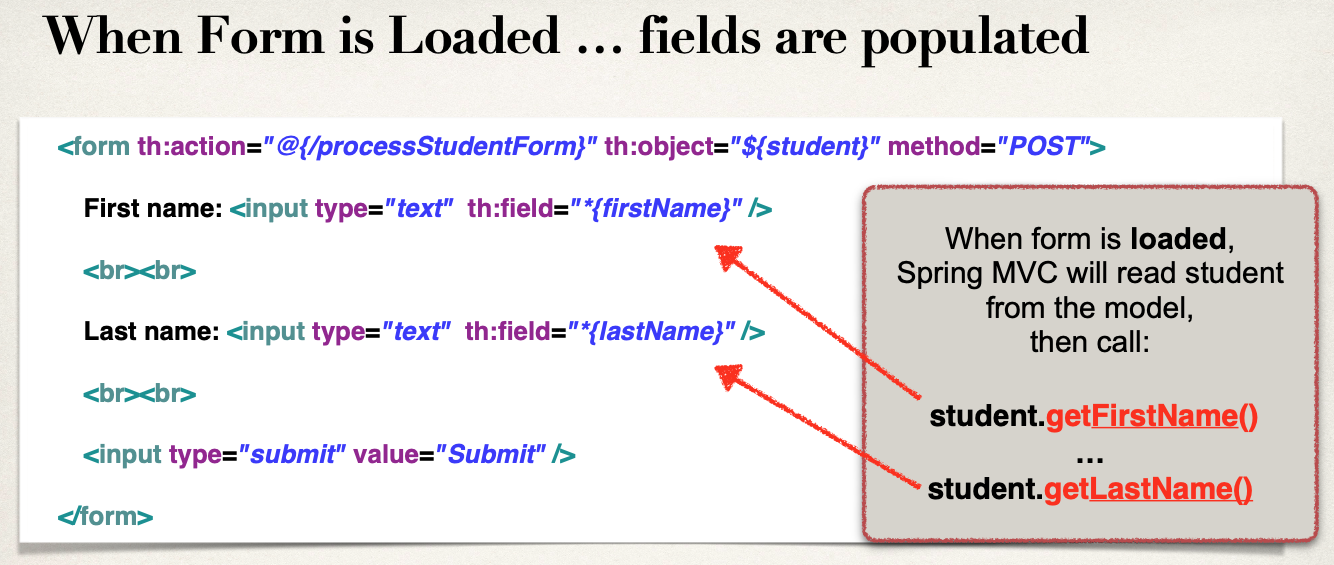 When Form is Loaded … fields are populated
<form th:action="@{/processStudentForm}" th:object="${student}" method="POST">
First name: <input type="text" th:field="*{firstName}" />
<br><br>
Last name: <input type="text" th:field="*{lastName}" />
<br><br>
<input type="submit" value="Submit" />
</form>
When form is loaded,
Spring MVC will read student
from the model,
then call:
student.getFirstName()
…
student.getLastName()